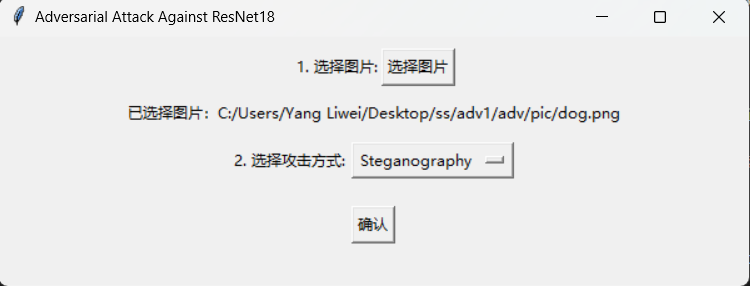 Adversarial Attack Against ResNet18
1. 选择图片: 选择图片
已选择图片：C:/Users/Yang Liwei/Desktop/ss/adv1/adv/pic/dog.png
2. 选择攻击方式: Steganography
确认